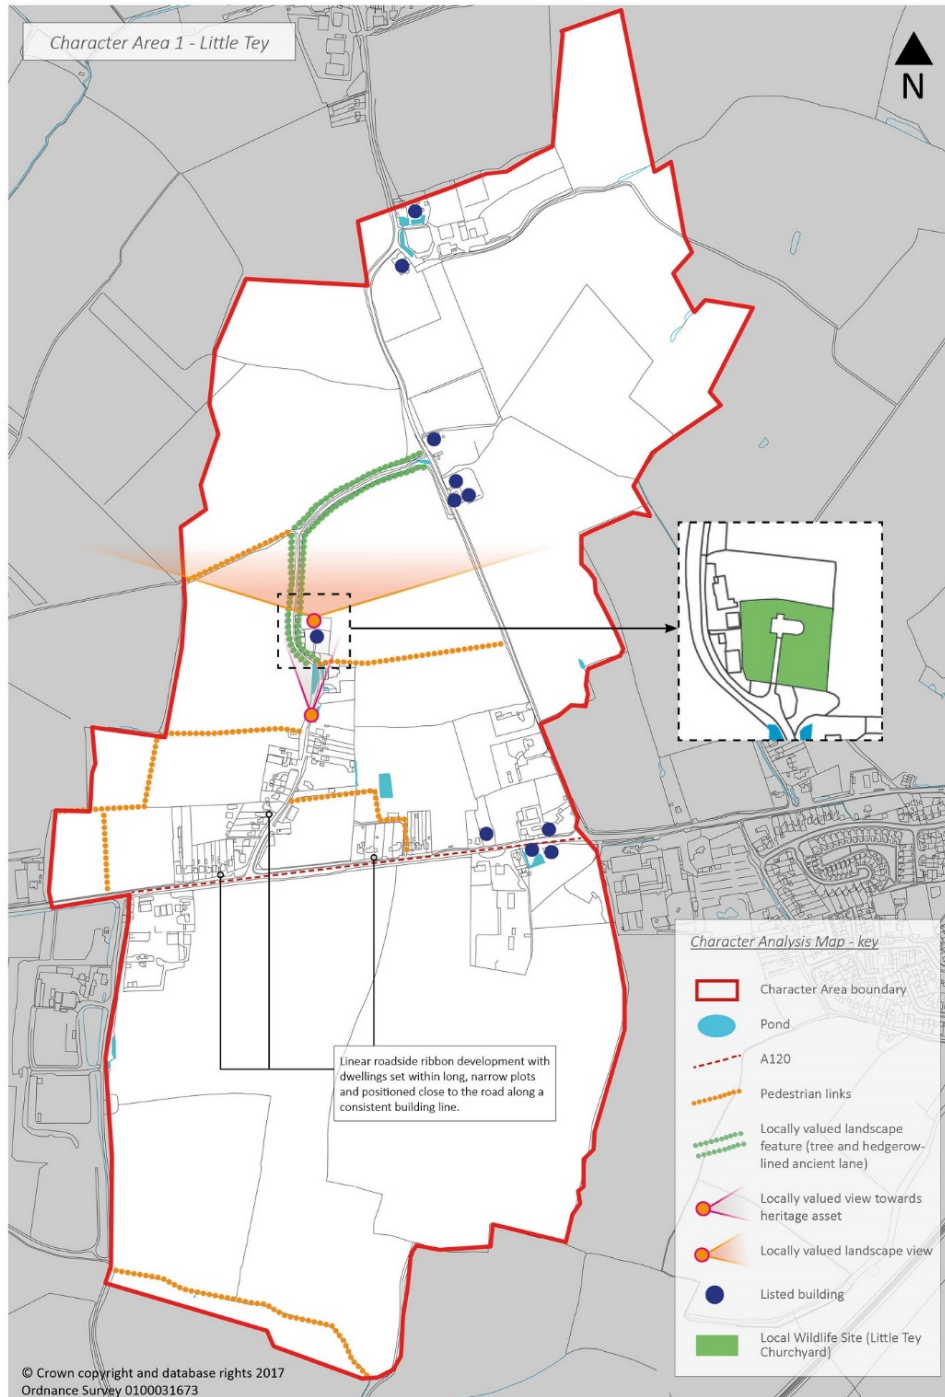 Character Area 1 - Little Tey
N
Linear roadside ribbon development with
dwellings set within long, narrow plots
and positioned close to the road along a
consistent building line.
Character Analysis Map - key
Character Area boundary
Pond
A120
Pedestrian links
Locally valued landscape
feature (tree and hedgerow-
lined ancient lane)
Locally valued view towards
heritage asset
Locally valued landscape view
Listed building
Local Wildlife Site (Little Tey
Churchyard)
© Crown copyright and database rights 2017
Ordnance Survey 0100031673